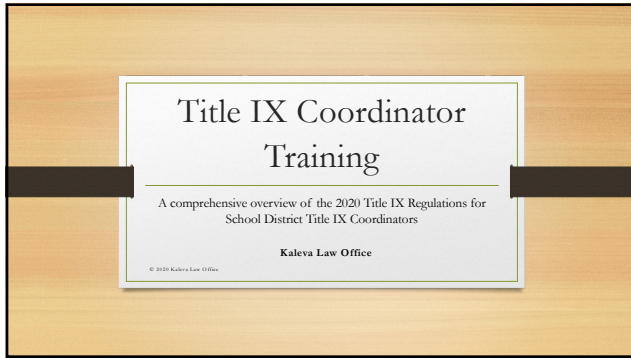 Title IX Coordinator
Training
A comprehensive overview of the 2020 Title IX Regulations for
School District Title IX Coordinators
Kaleva Law Office
© 2020 Kaleva Law Office